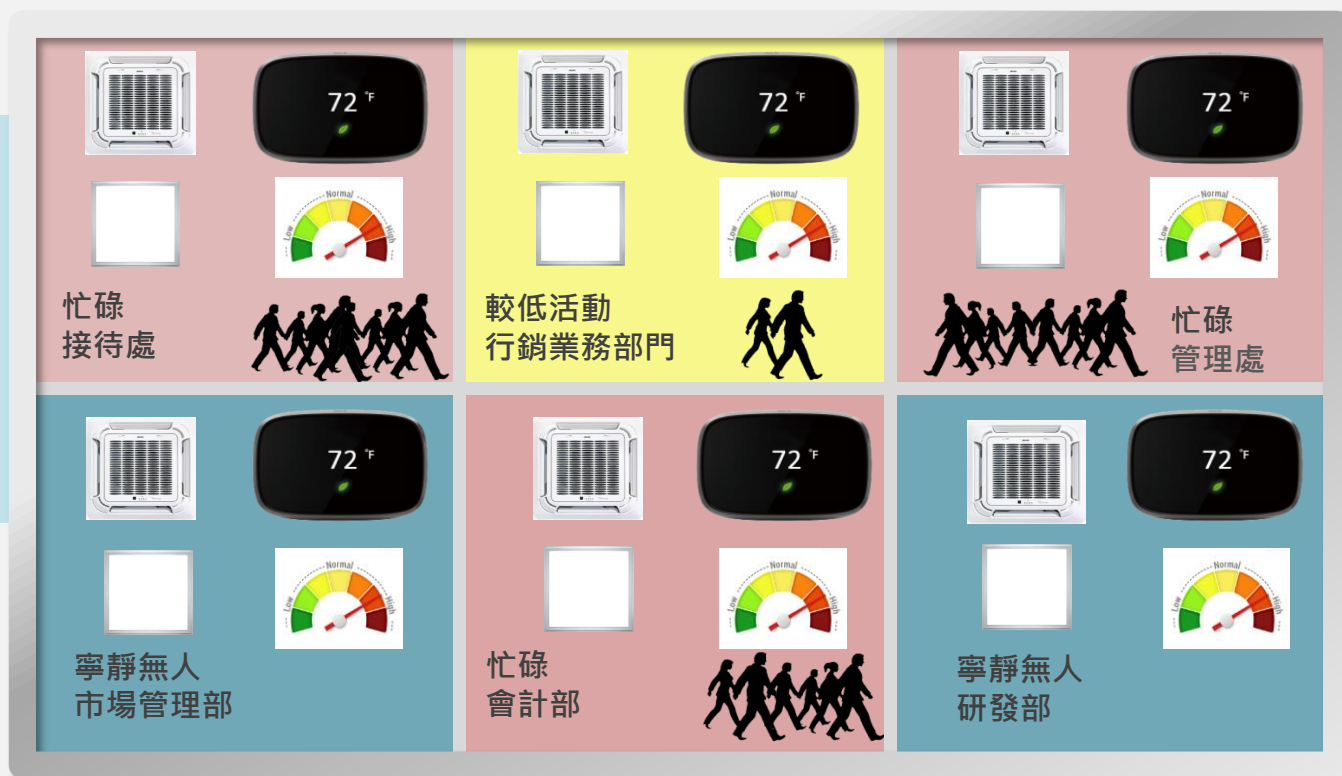 72 °F
Low
Normal
High
忙碌
接待處
72 °F
Low
Normal
High
較低活動
行銷業務部門
72 °F
Low
Normal
High
忙碌
管理處
72 °F
Low
Normal
High
寧靜無人
市場管理部
72 °F
Low
Normal
High
忙碌
會計部
72 °F
Low
Normal
High
寧靜無人
研發部